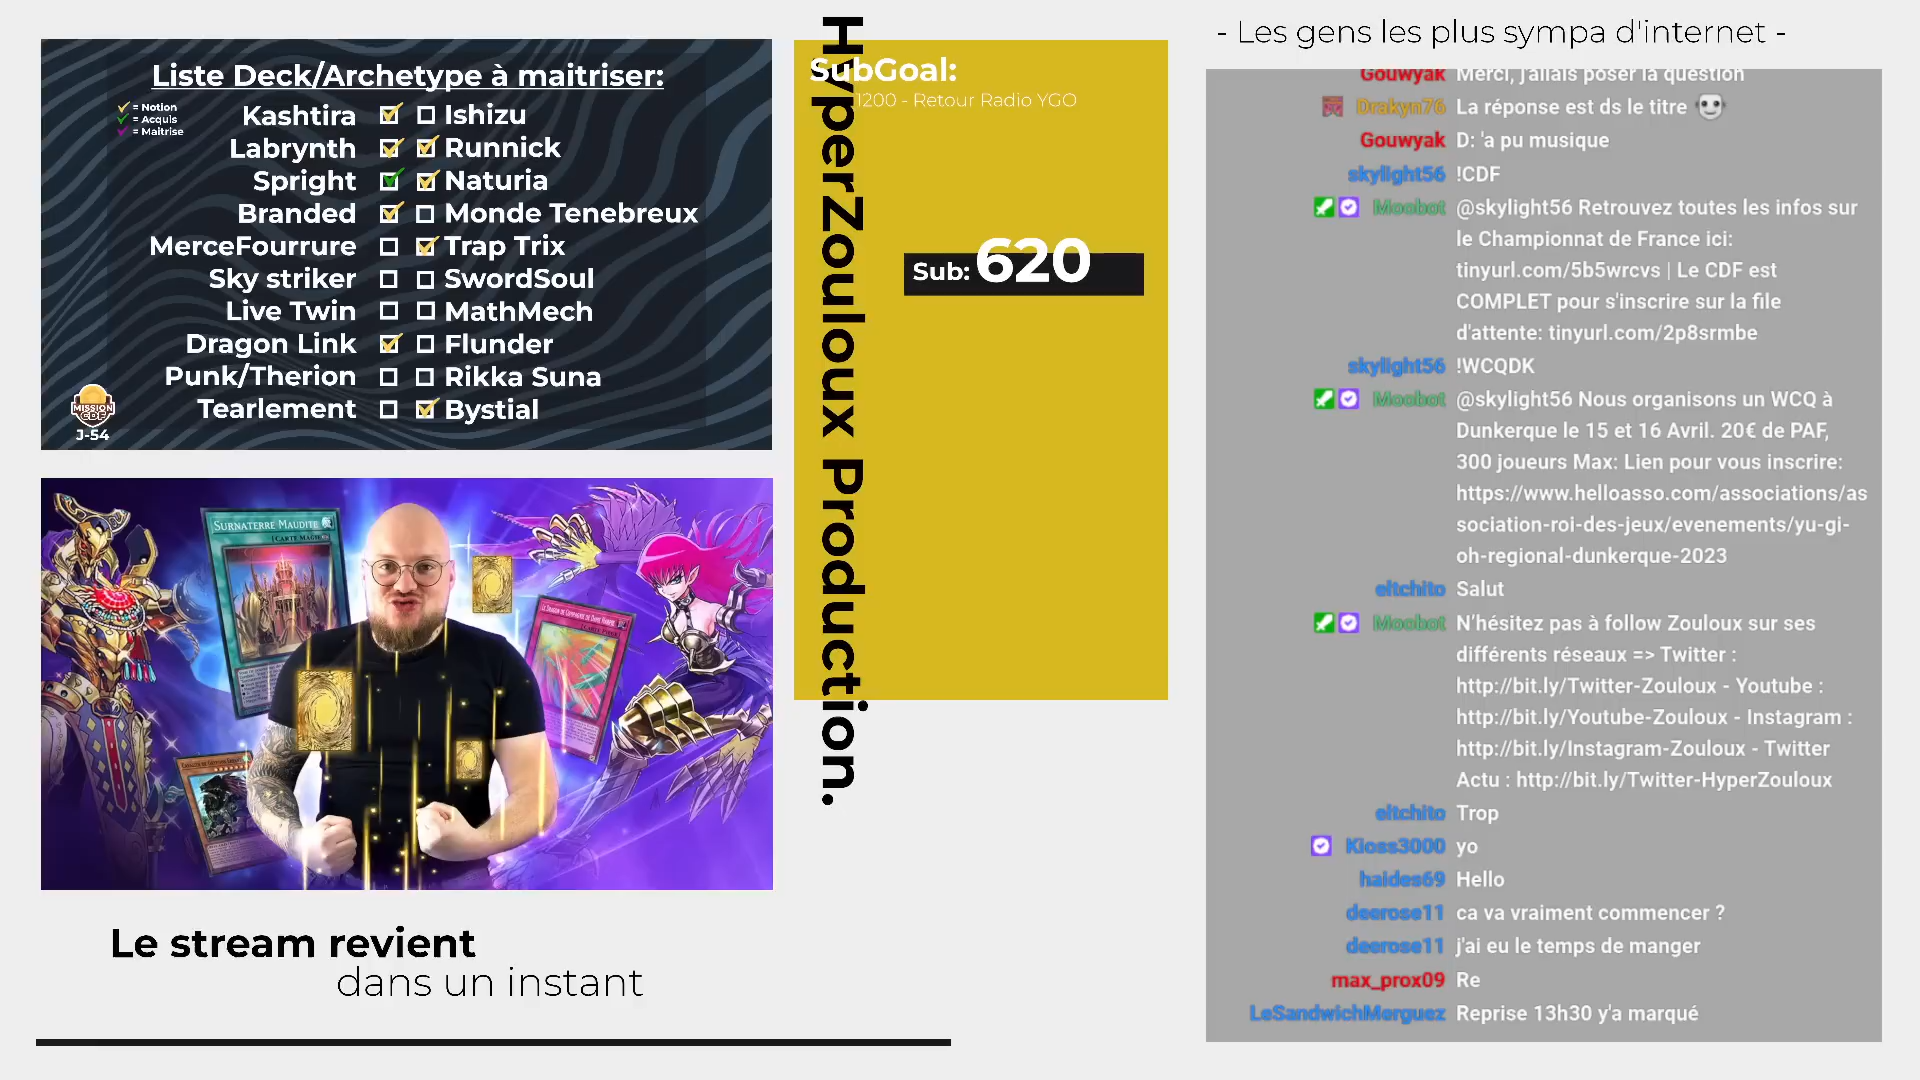 Liste Deck/Archetype à maitriser:
= Notion
= Acquis
= Maitrise
Kashtira Ishizu
Labrynth Runnick
Spright Naturia
Branded Monde Tenebreux
MerceFourrure Trap Trix
Sky striker SwordSoul
Live Twin MathMech
Dragon Link Flunder
Punk/Therion Rikka Suna
Tearlement Bystial
MISSION
CDF
J-54
SURNATERRE MAUDITE
[CARTE MAGIE]
Le stream revient
dans un instant
SubGoal:
1200 - Retour Radio YGO
Sub: 620
HyperZouloux Production.
- Les gens les plus sympa d'internet -
Gouwyak Merci, j'allais poser la question
Drakyn76 La réponse est ds le titre
Gouwyak D: 'a pu musique
skylight56 !CDF
Moobot @skylight56 Retrouvez toutes les infos sur
le Championnat de France ici:
tinyurl.com/5b5wrcvs | Le CDF est
COMPLET pour s'inscrire sur la file
d'attente: tinyurl.com/2p8srmbe
skylight56 !WCQDK
Moobot @skylight56 Nous organisons un WCQ à
Dunkerque le 15 et 16 Avril. 20€ de PAF,
300 joueurs Max: Lien pour vous inscrire:
https://www.helloasso.com/associations/as
sociation-roi-des-jeux/evenements/yu-gi-
oh-regional-dunkerque-2023
eltchito Salut
Moobot N'hésitez pas à follow Zouloux sur ses
différents réseaux => Twitter :
http://bit.ly/Twitter-Zouloux - Youtube :
http://bit.ly/Youtube-Zouloux - Instagram :
http://bit.ly/Instagram-Zouloux - Twitter
Actu : http://bit.ly/Twitter-HyperZouloux
eltchito Trop
Kioss3000 yo
haides69 Hello
deerose11 ca va vraiment commencer ?
deerose11 j'ai eu le temps de manger
max_prox09 Re
LeSandwichMerguez Reprise 13h30 y'a marqué